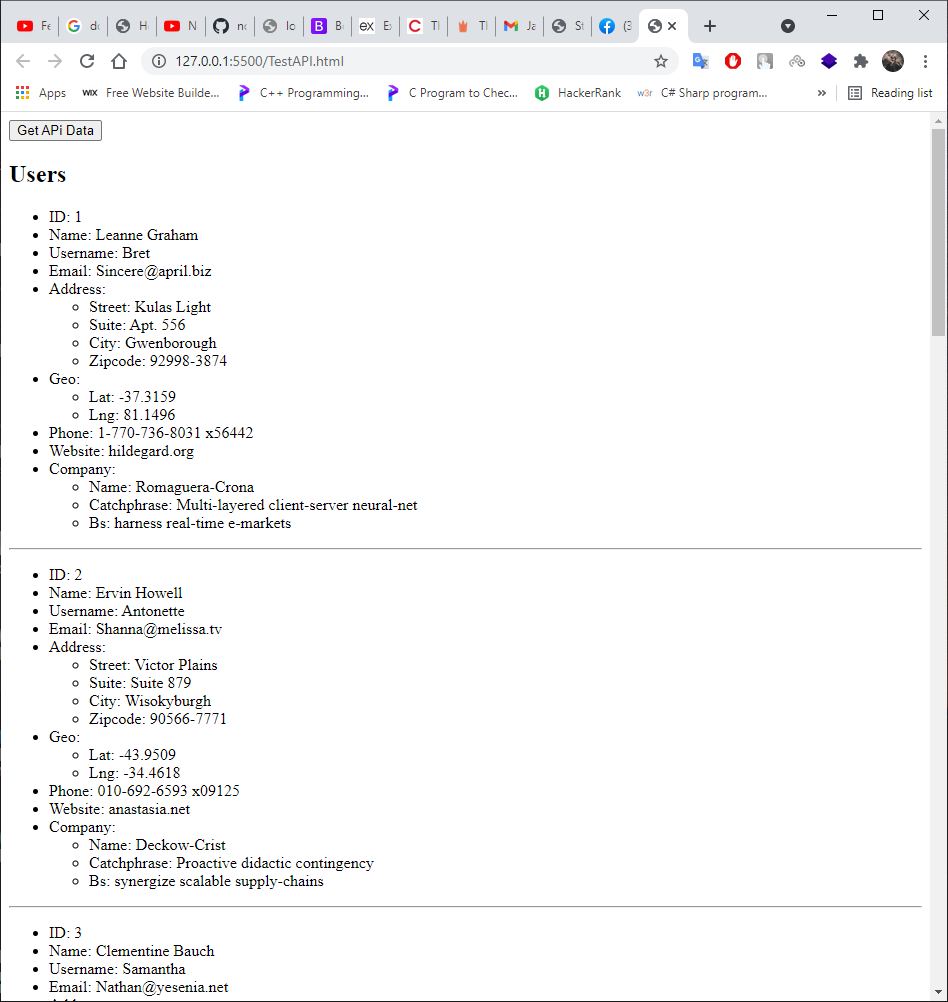 Fe
G
H
N
no
lo
B
Bo
ex
Ex
C
Tl
Tl
Ja
St
(3
127.0.0.1:5500/TestAPI.html
Apps
WIX Free Website Builde...
C++ Programming...
C Program to Chec...
HackerRank
w3r C# Sharp program...
»
Reading list
Get APi Data
Users
ID: 1
Name: Leanne Graham
Username: Bret
Email: Sincere@april.biz
Address:
Street: Kulas Light
Suite: Apt. 556
City: Gwenborough
Zipcode: 92998-3874
Geo:
Lat: -37.3159
Lng: 81.1496
Phone: 1-770-736-8031 x56442
Website: hildegard.org
Company:
Name: Romaguera-Crona
Catchphrase: Multi-layered client-server neural-net
Bs: harness real-time e-markets
ID: 2
Name: Ervin Howell
Username: Antonette
Email: Shanna@melissa.tv
Address:
Street: Victor Plains
Suite: Suite 879
City: Wisokyburgh
Zipcode: 90566-7771
Geo:
Lat: -43.9509
Lng: -34.4618
Phone: 010-692-6593 x09125
Website: anastasia.net
Company:
Name: Deckow-Crist
Catchphrase: Proactive didactic contingency
Bs: synergize scalable supply-chains
ID: 3
Name: Clementine Bauch
Username: Samantha
Email: Nathan@yesenia.net